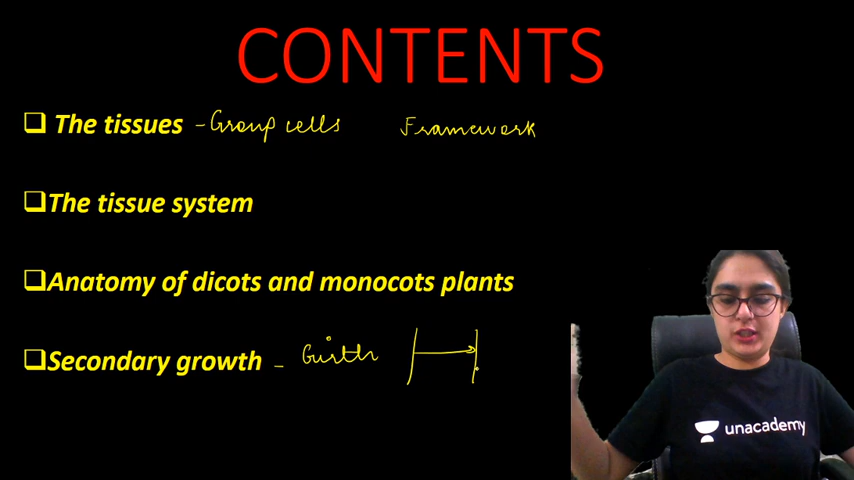 CONTENTS
The tissues - Group cells Framework
The tissue system
Anatomy of dicots and monocots plants
Secondary growth - Girth
unacademy